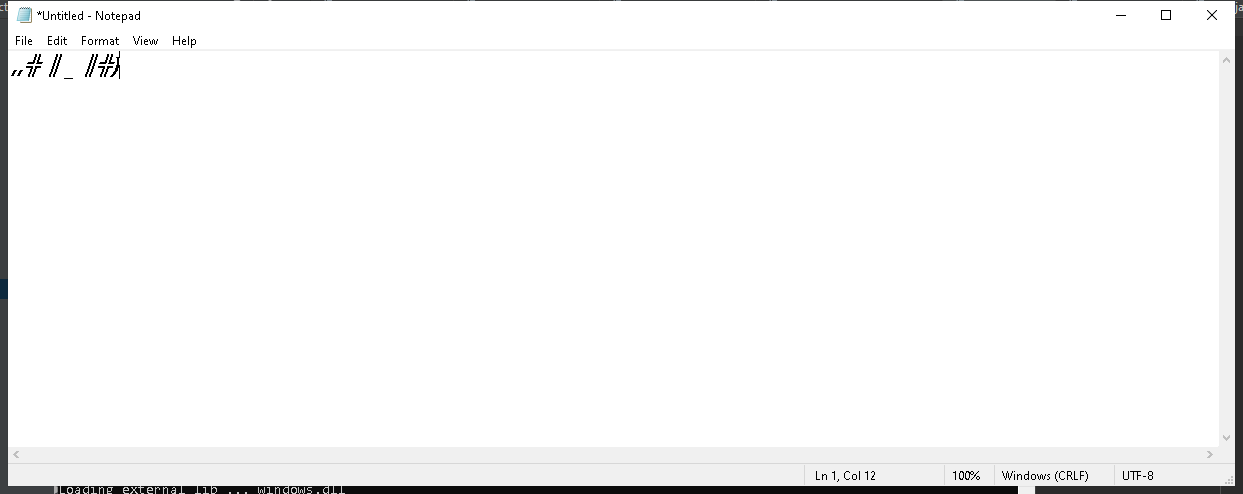 *Untitled - Notepad
File Edit Format View Help
Ln 1, Col 12
100%
Windows (CRLF)
UTF-8
Loading external lib ... windows.dll